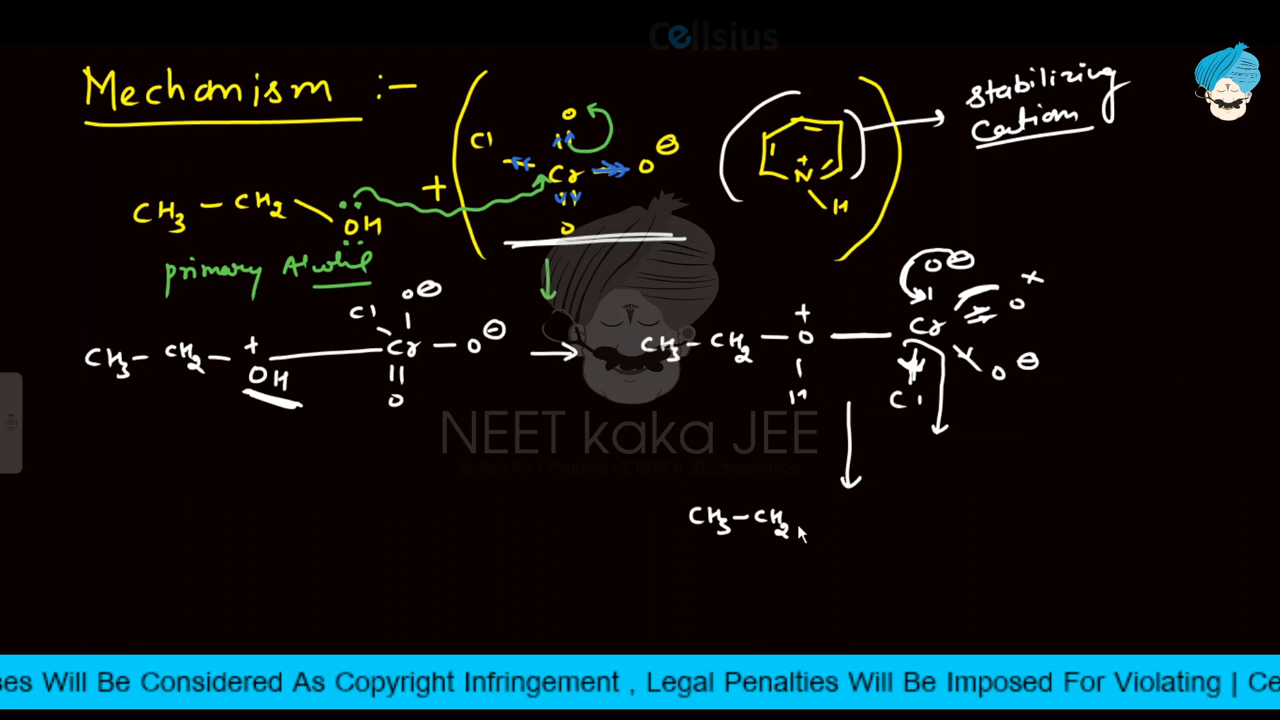 Cellsius
Mechanism :-
stabilizing
Cation
CH3 - CH2 OH + ( Cl Cr O O O ⊖ ) ( N + H )
primary Alcohol
CH3 - CH2 - + OH Cr Cl O ⊖ O ⊖ O → CH3 - CH2 - O + H Cr O ⊖ O O ⊖ Cl
NEET kaka JEE
CH3 - CH2
ses Will Be Considered As Copyright Infringement , Legal Penalties Will Be Imposed For Violating | Ce